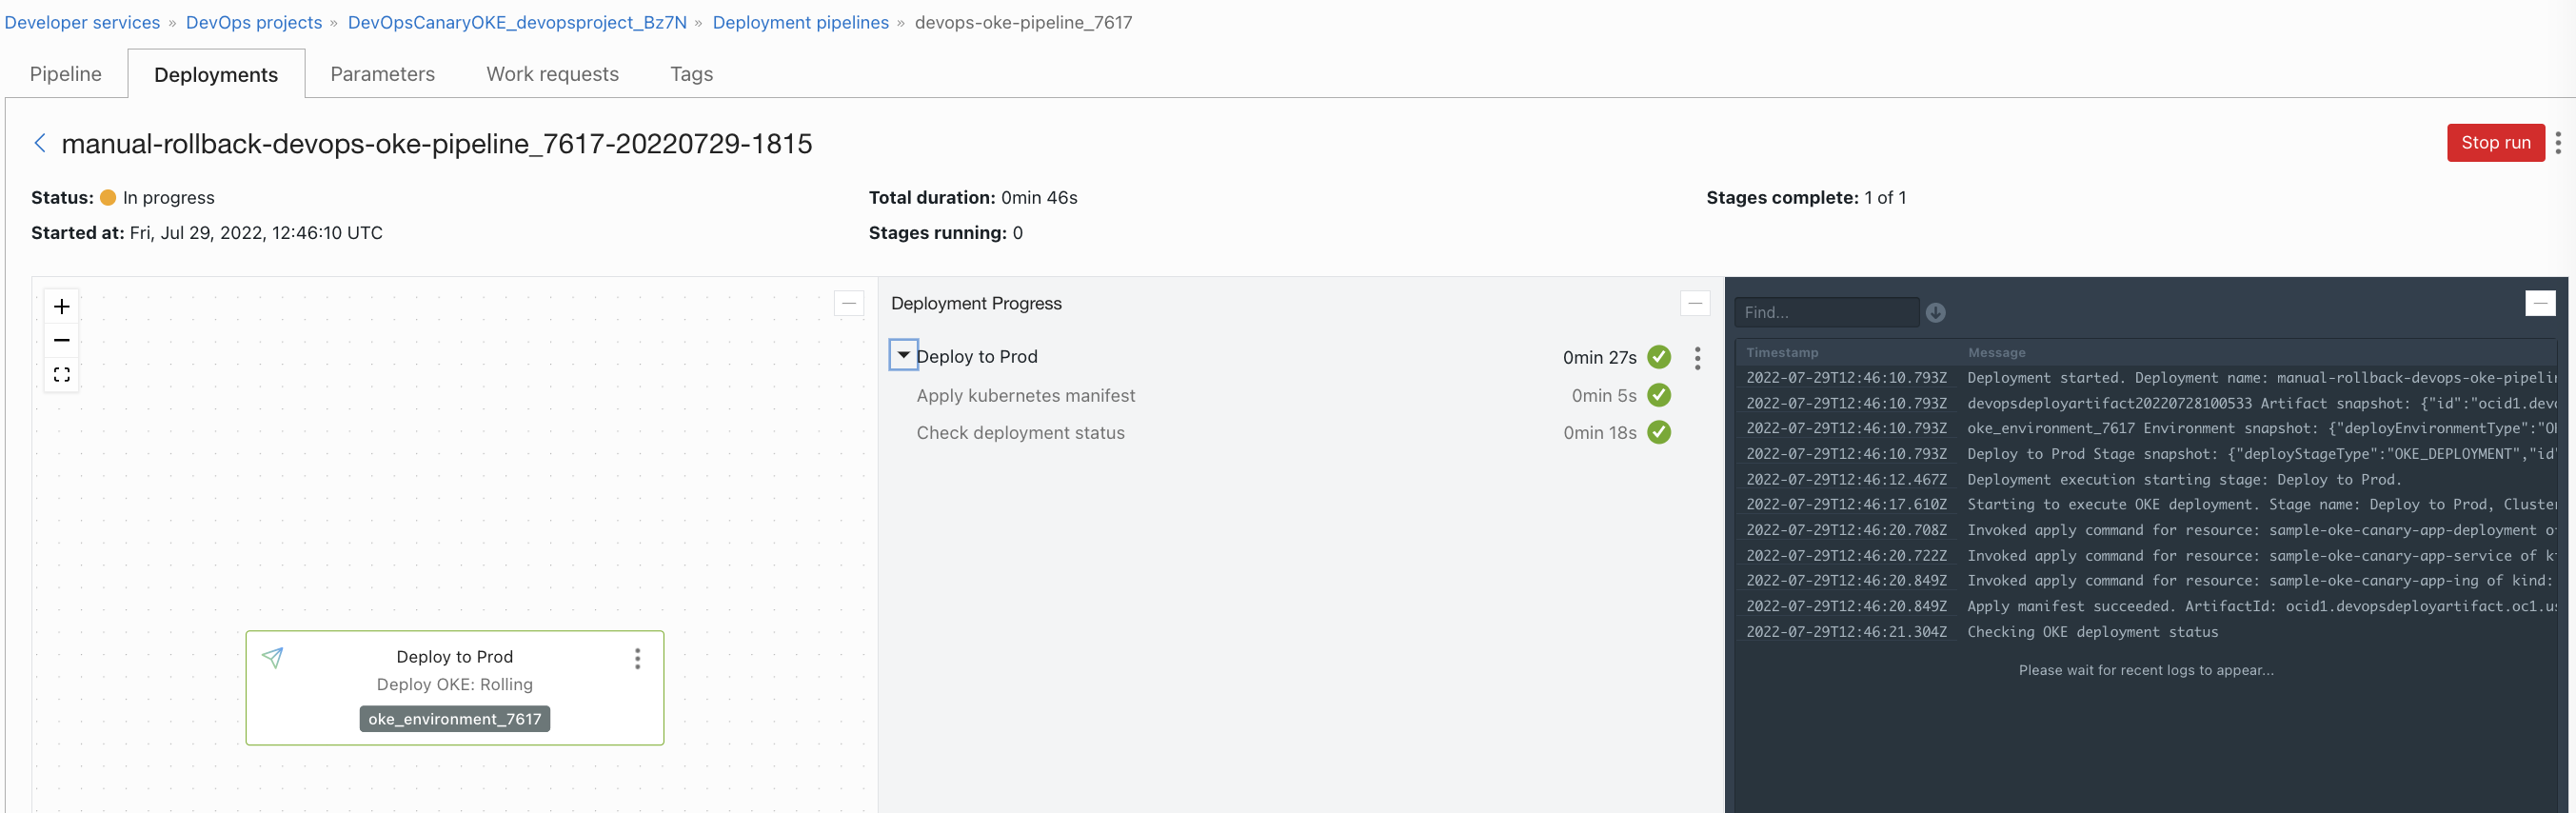 Developer services » DevOps projects » DevOpsCanaryOKE_devopsproject_Bz7N » Deployment pipelines » devops-oke-pipeline_7617
Pipeline Deployments Parameters Work requests Tags
manual-rollback-devops-oke-pipeline_7617-20220729-1815
Stop run
Status: In progress
Total duration: 0min 46s
Stages complete: 1 of 1
Started at: Fri, Jul 29, 2022, 12:46:10 UTC
Stages running: 0
Deploy to Prod
Deploy OKE: Rolling
oke_environment_7617
Deployment Progress
Deploy to Prod 0min 27s
Apply kubernetes manifest 0min 5s
Check deployment status 0min 18s
Find...
Timestamp Message
2022-07-29T12:46:10.793Z Deployment started. Deployment name: manual-rollback-devops-oke-pipelin
2022-07-29T12:46:10.793Z devopsdeployartifact20220728100533 Artifact snapshot: {"id":"ocid1.devo
2022-07-29T12:46:10.793Z oke_environment_7617 Environment snapshot: {"deployEnvironmentType":"O
2022-07-29T12:46:10.793Z Deploy to Prod Stage snapshot: {"deployStageType":"OKE_DEPLOYMENT","id"
2022-07-29T12:46:12.467Z Deployment execution starting stage: Deploy to Prod.
2022-07-29T12:46:17.610Z Starting to execute OKE deployment. Stage name: Deploy to Prod, Cluster
2022-07-29T12:46:20.708Z Invoked apply command for resource: sample-oke-canary-app-deployment o
2022-07-29T12:46:20.722Z Invoked apply command for resource: sample-oke-canary-app-service of k
2022-07-29T12:46:20.849Z Invoked apply command for resource: sample-oke-canary-app-ing of kind:
2022-07-29T12:46:20.849Z Apply manifest succeeded. ArtifactId: ocid1.devopsdeployartifact.oc1.us
2022-07-29T12:46:21.304Z Checking OKE deployment status
Please wait for recent logs to appear...